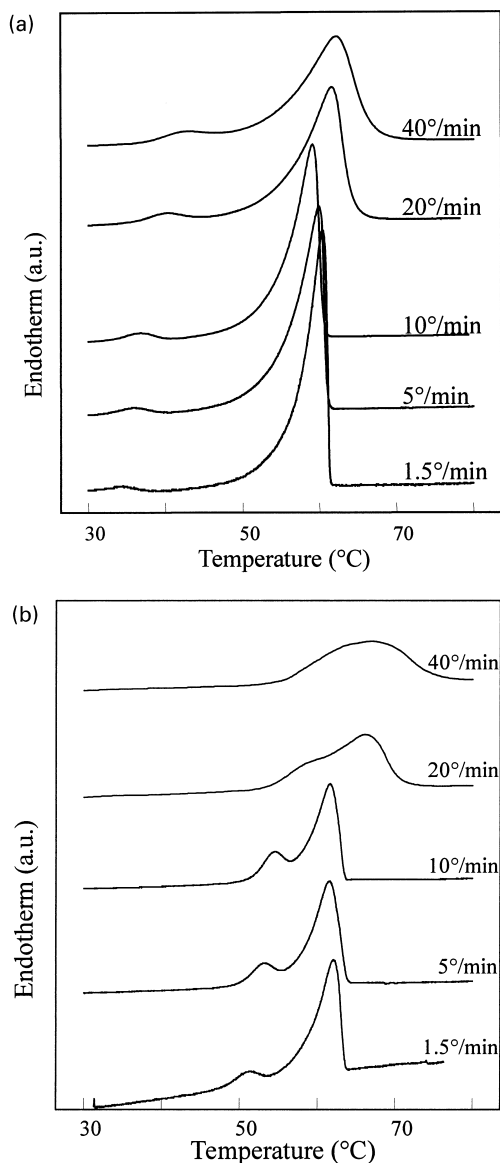 (a)
Endotherm (a.u.)
40°/min
20°/min
10°/min
5°/min
1.5°/min
30
50
70
Temperature (°C)
(b)
Endotherm (a.u.)
40°/min
20°/min
10°/min
5°/min
1.5°/min
30
50
70
Temperature (°C)